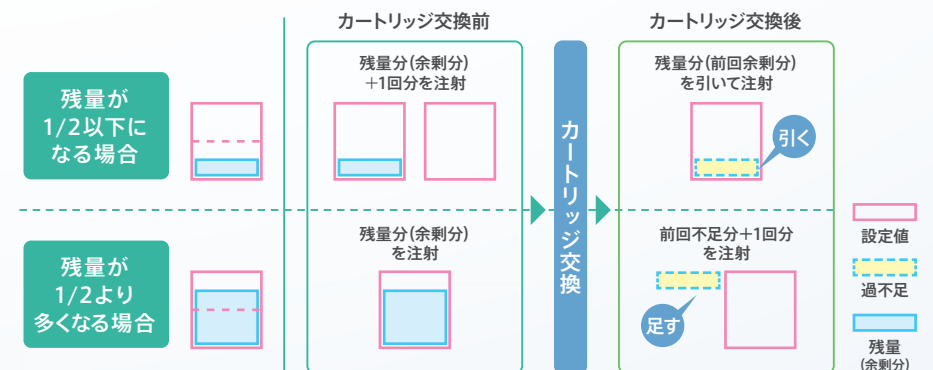 カートリッジ交換前
カートリッジ交換後
残量が
1/2以下に
なる場合
残量分(余剰分)
+1回分を注射
カートリッジ交換
残量分(前回余剰分)
を引いて注射
引く
残量が
1/2より
多くなる場合
残量分(余剰分)
を注射
前回不足分+1回分
を注射
足す
設定値
過不足
残量
(余剰分)